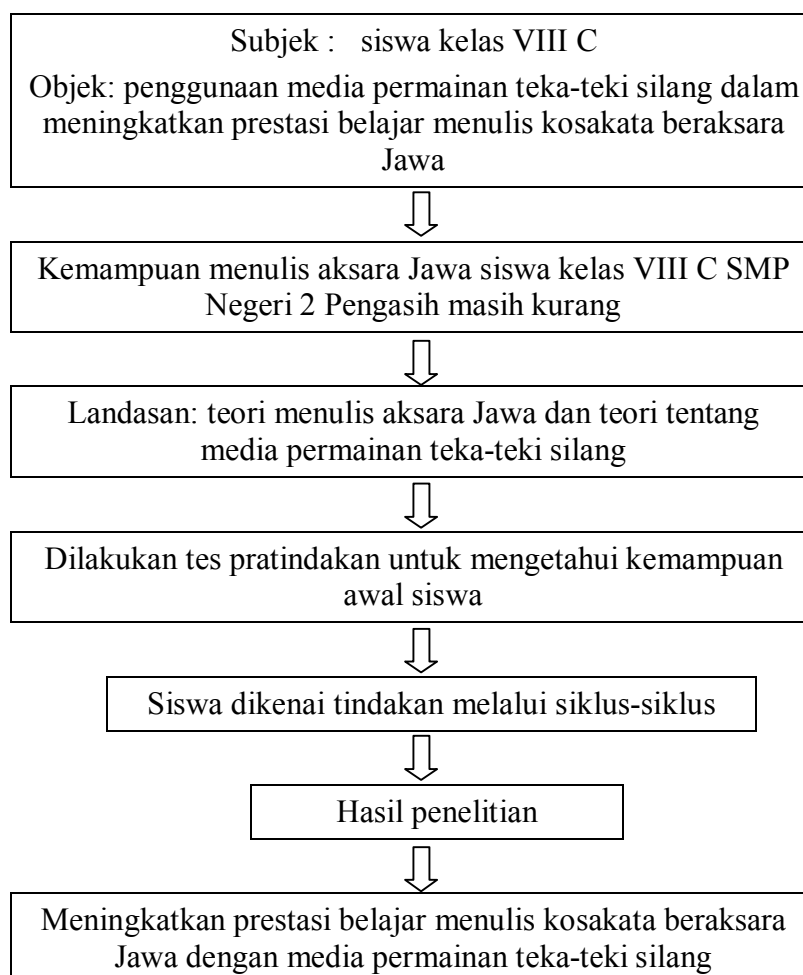 Subjek : siswa kelas VIII C
Objek: penggunaan media permainan teka-teki silang dalam
meningkatkan prestasi belajar menulis kosakata beraksara
Jawa
Kemampuan menulis aksara Jawa siswa kelas VIII C SMP
Negeri 2 Pengasih masih kurang
Landasan: teori menulis aksara Jawa dan teori tentang
media permainan teka-teki silang
Dilakukan tes pratindakan untuk mengetahui kemampuan
awal siswa
Siswa dikenai tindakan melalui siklus-siklus
Hasil penelitian
Meningkatkan prestasi belajar menulis kosakata beraksara
Jawa dengan media permainan teka-teki silang